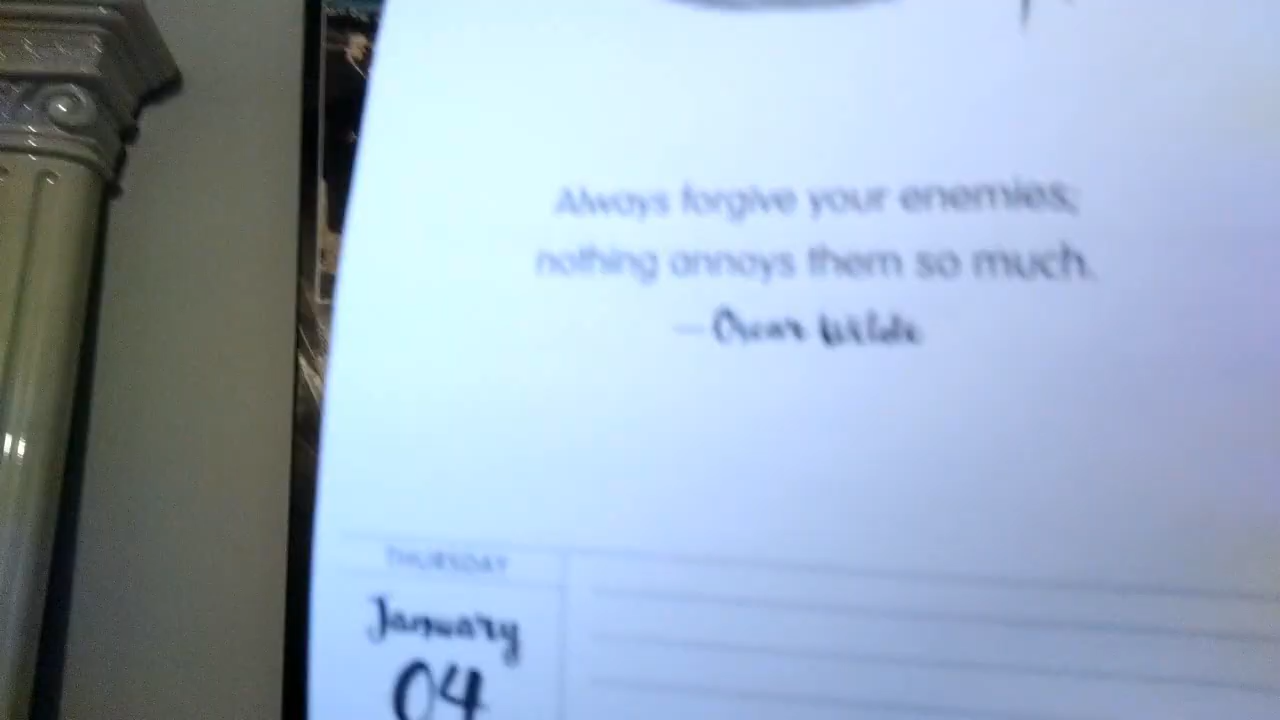 Always forgive your enemies;
nothing annoys them so much.
—Oscar Wilde
THURSDAY
January
04